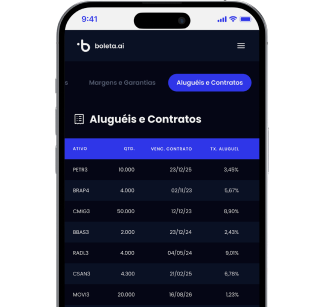 9:41
boleta.ai
s Margens e Garantias Aluguéis e Contratos
Aluguéis e Contratos
ATIVO QTD. VENC. CONTRATO TX. ALUGUEL
PETR3 10.000 23/12/25 3,45%
BRAP4 4.000 02/11/23 5,67%
CMIG3 50.000 12/12/23 8,90%
BBAS3 2.000 23/12/24 2,43%
RADL3 4.000 04/05/24 9,01%
CSAN3 4.300 21/02/25 6,78%
MOVI3 20.000 16/08/26 1,23%